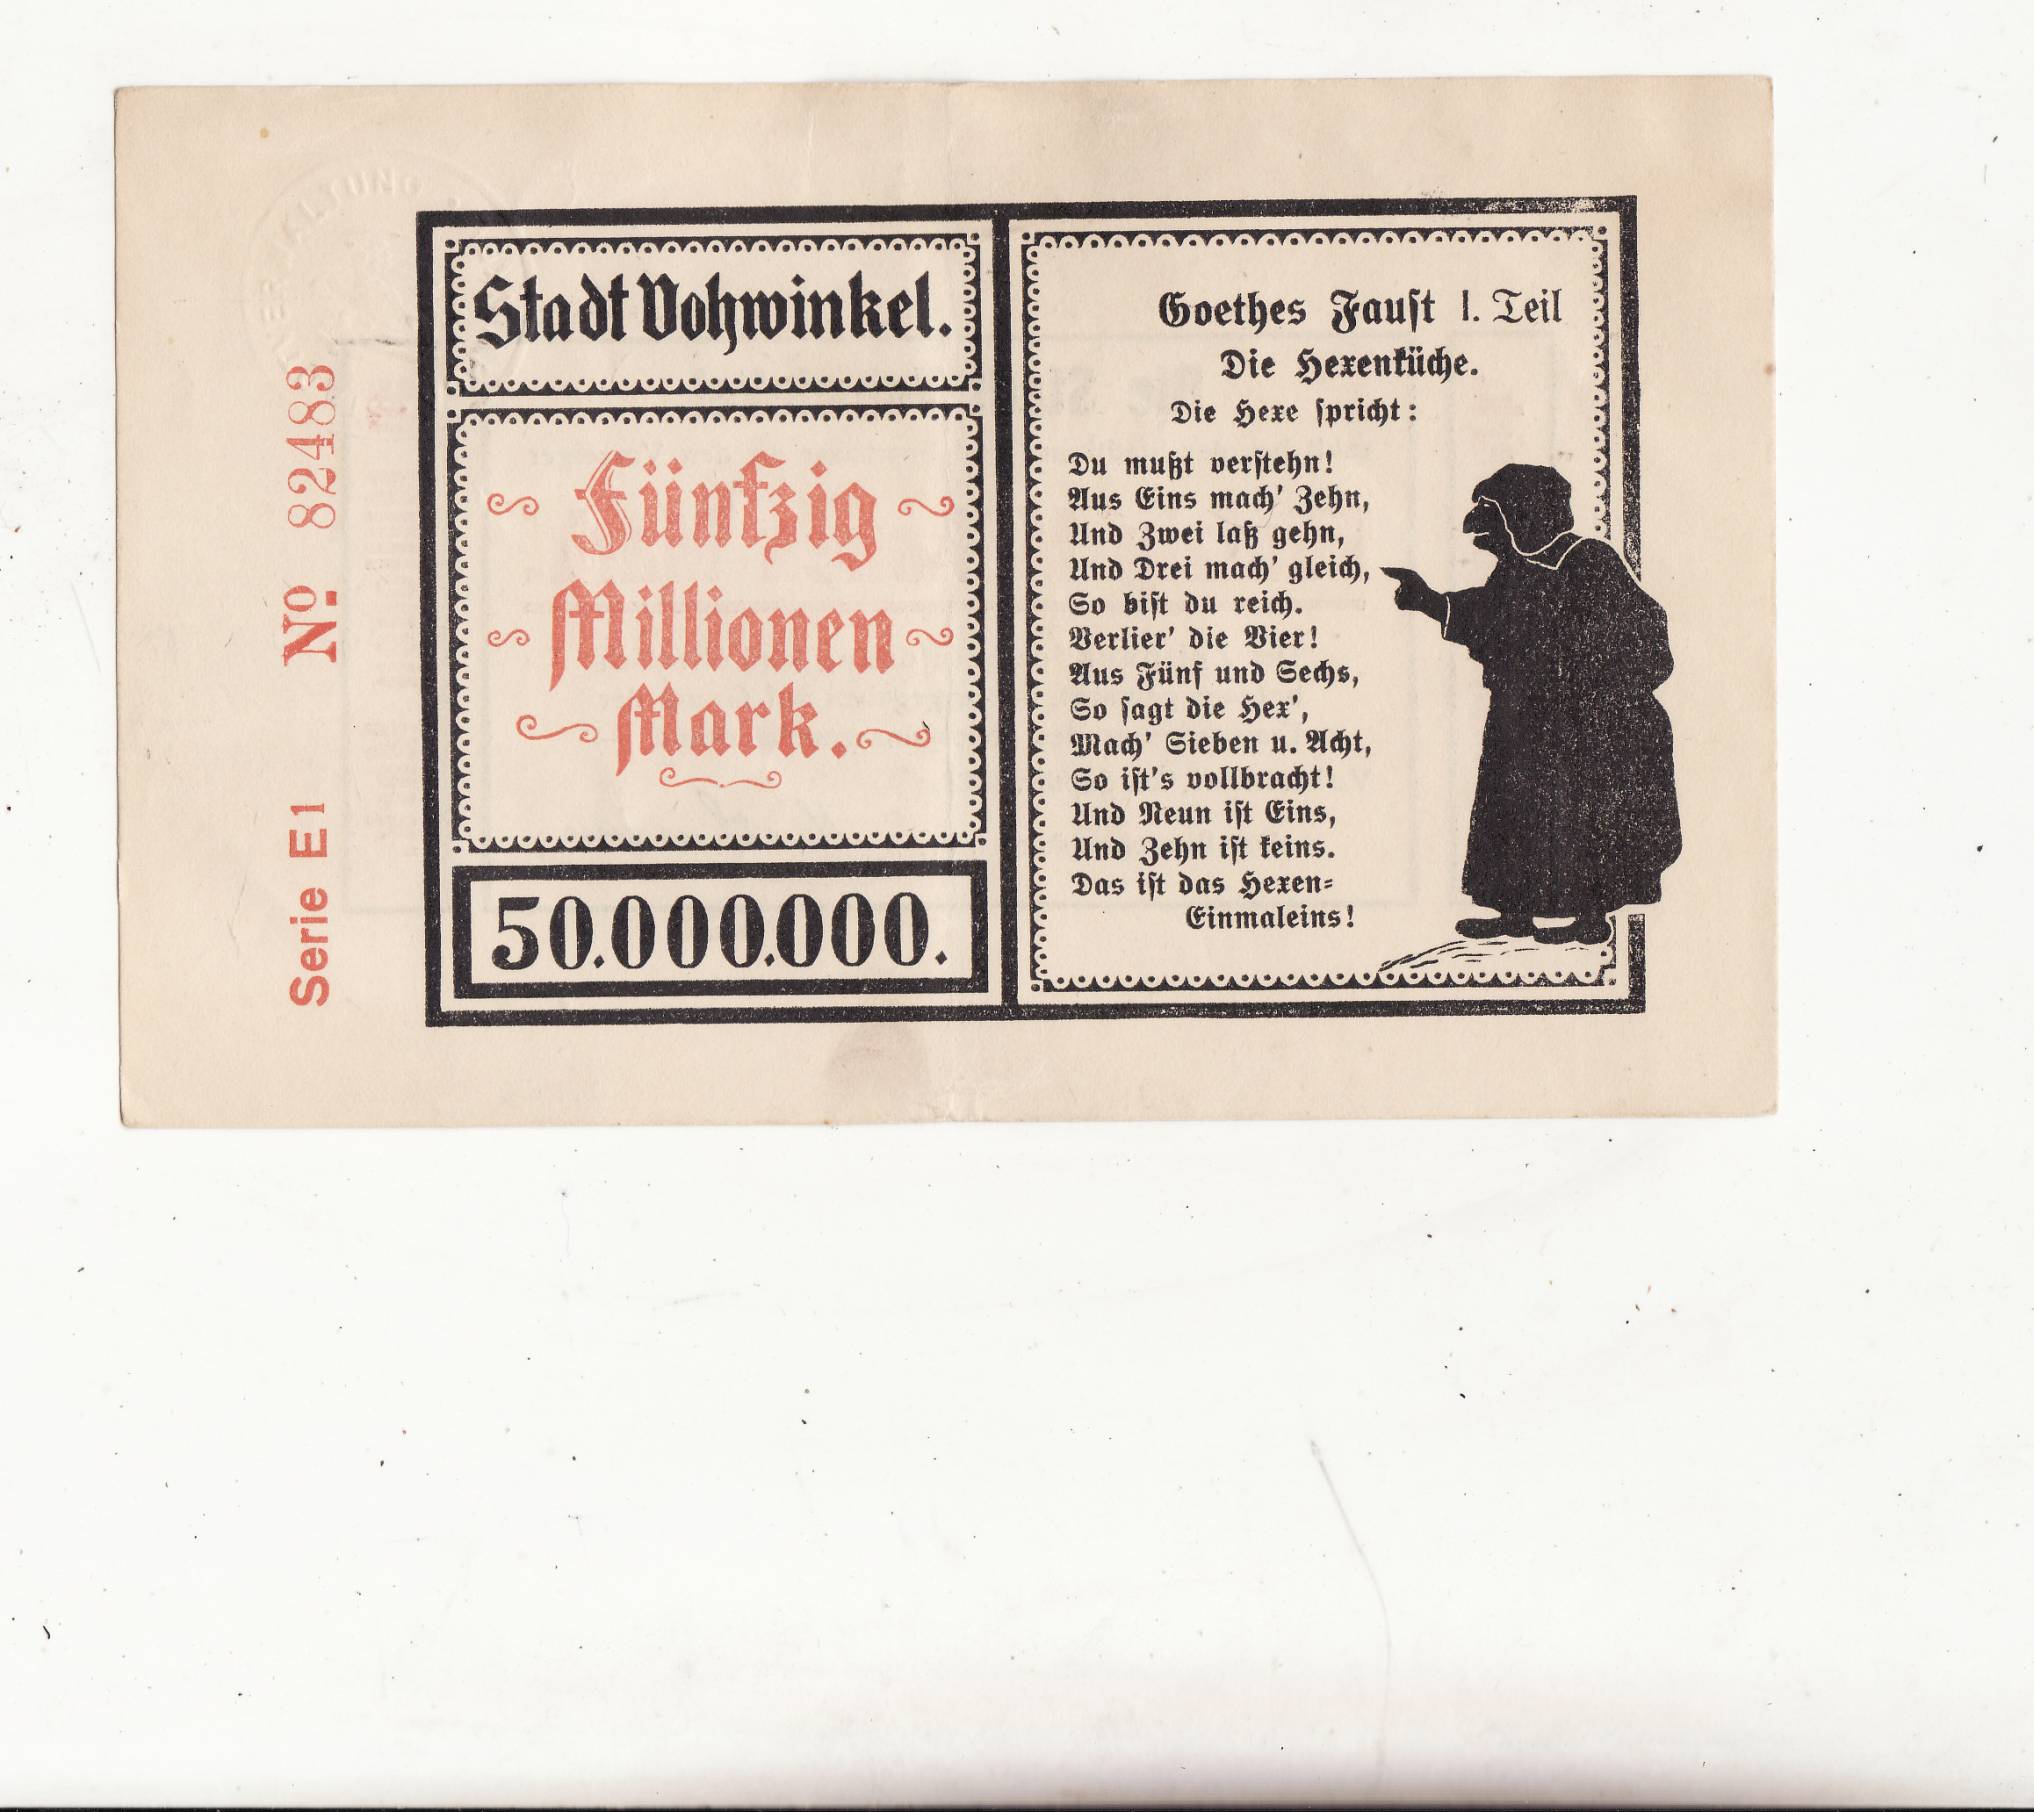 Stadt Vohwinkel.
Fünfzig
Millionen
Mark.
50.000.000.
Serie E1 No. 82483
Goethes Faust I. Teil
Die Hexenküche.
Die Hexe spricht:
Du mußt verstehn!
Aus Eins mach' Zehn,
Und Zwei laß gehn,
Und Drei mach' gleich,
So bist du reich.
Verlier' die Vier!
Aus Fünf und Sechs,
So sagt die Hex',
Mach' Sieben u. Acht,
So ist's vollbracht!
Und Neun ist Eins,
Und Zehn ist keins.
Das ist das Hexen=
Einmaleins!